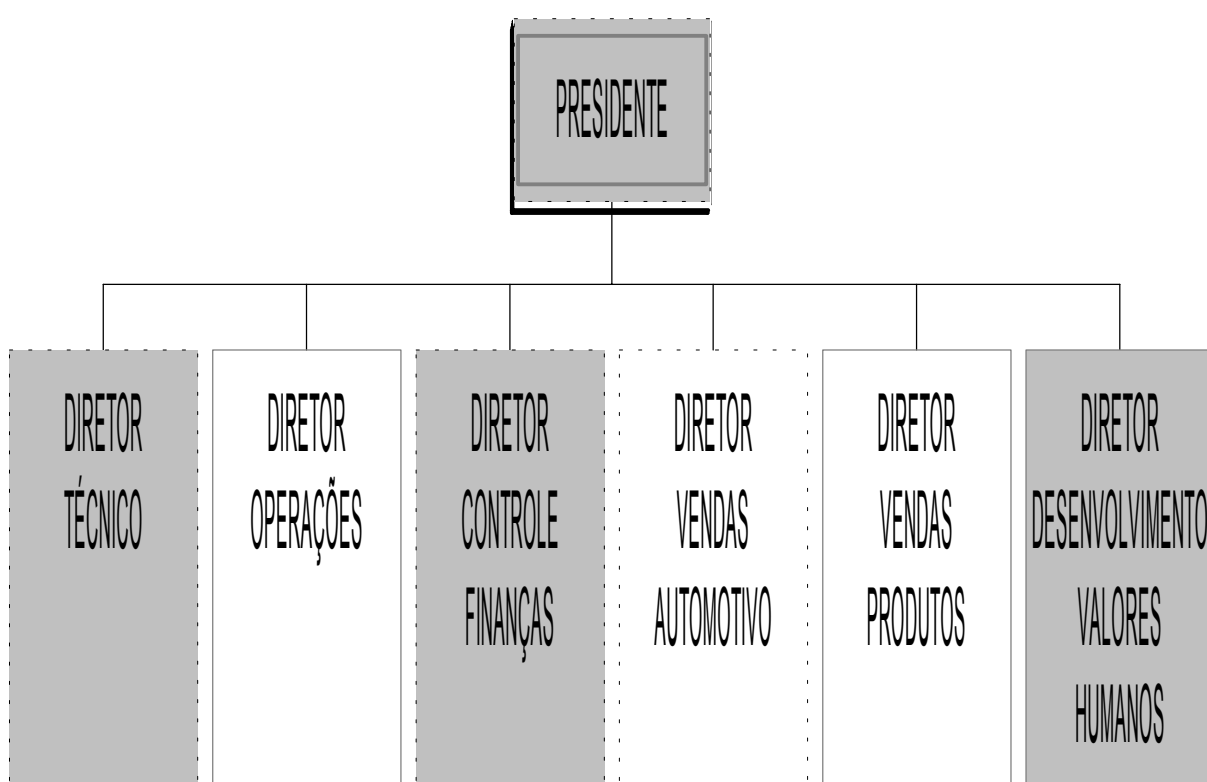 PRESIDENTE
DIRETOR
TÉCNICO
DIRETOR
OPERAÇÕES
DIRETOR
CONTROLE
FINANÇAS
DIRETOR
VENDAS
AUTOMOTIVO
DIRETOR
VENDAS
PRODUTOS
DIRETOR
DESENVOLVIMENTO
VALORES
HUMANOS